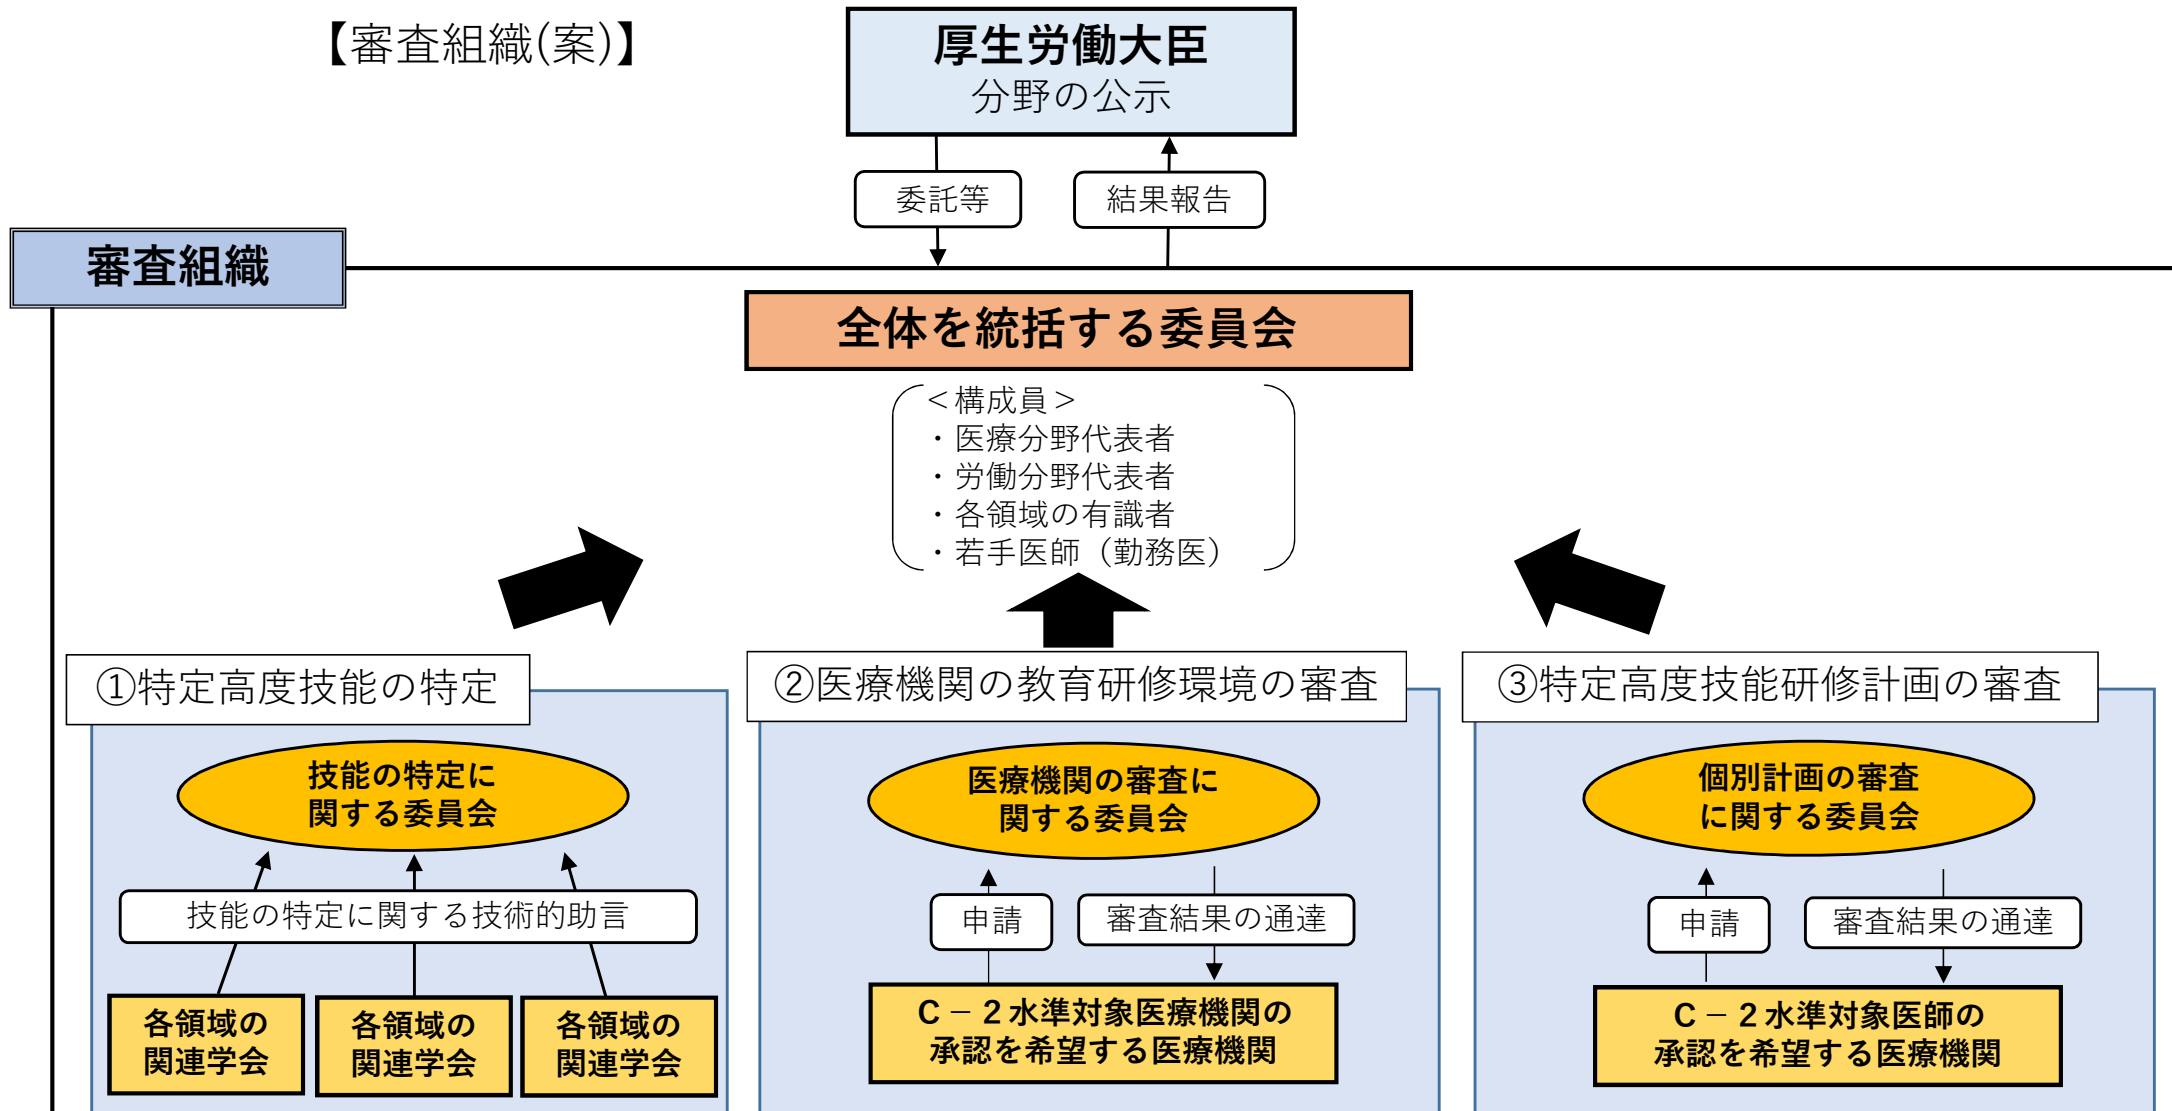 【審査組織(案)】
厚生労働大臣
分野の公示
委託等
結果報告
審査組織
全体を統括する委員会
＜構成員＞
・医療分野代表者
・労働分野代表者
・各領域の有識者
・若手医師（勤務医）
①特定高度技能の特定
技能の特定に
関する委員会
技能の特定に関する技術的助言
各領域の
関連学会
各領域の
関連学会
各領域の
関連学会
②医療機関の教育研修環境の審査
医療機関の審査に
関する委員会
申請
審査結果の通達
Ｃ－２水準対象医療機関の
承認を希望する医療機関
③特定高度技能研修計画の審査
個別計画の審査
に関する委員会
申請
審査結果の通達
Ｃ－２水準対象医師の
承認を希望する医療機関